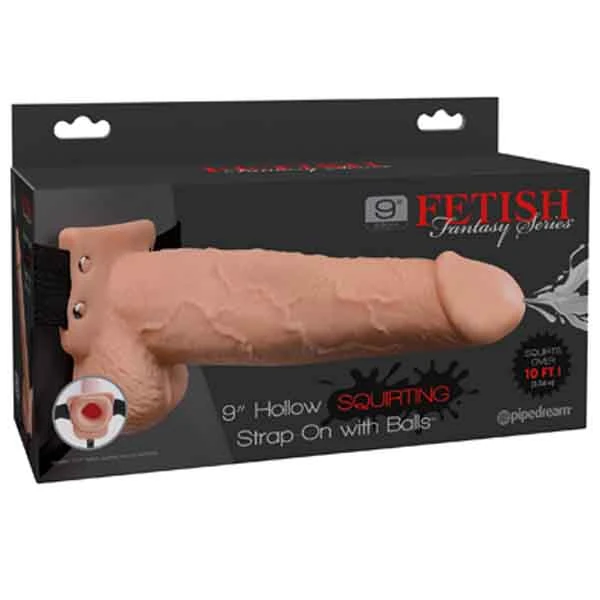 9"
FETISH
Fantasy Series
SQUIRTS
OVER
10 FT !
9" Hollow SQUIRTING
Strap-On with Balls
pipedream